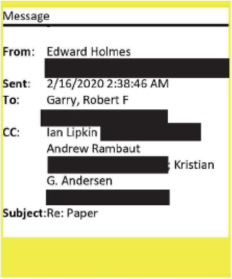 Message
From: Edward Holmes
Sent: 2/16/2020 2:38:46 AM
To: Garry, Robert F
CC: Ian Lipkin
Andrew Rambaut
; Kristian
G. Andersen
Subject:Re: Paper